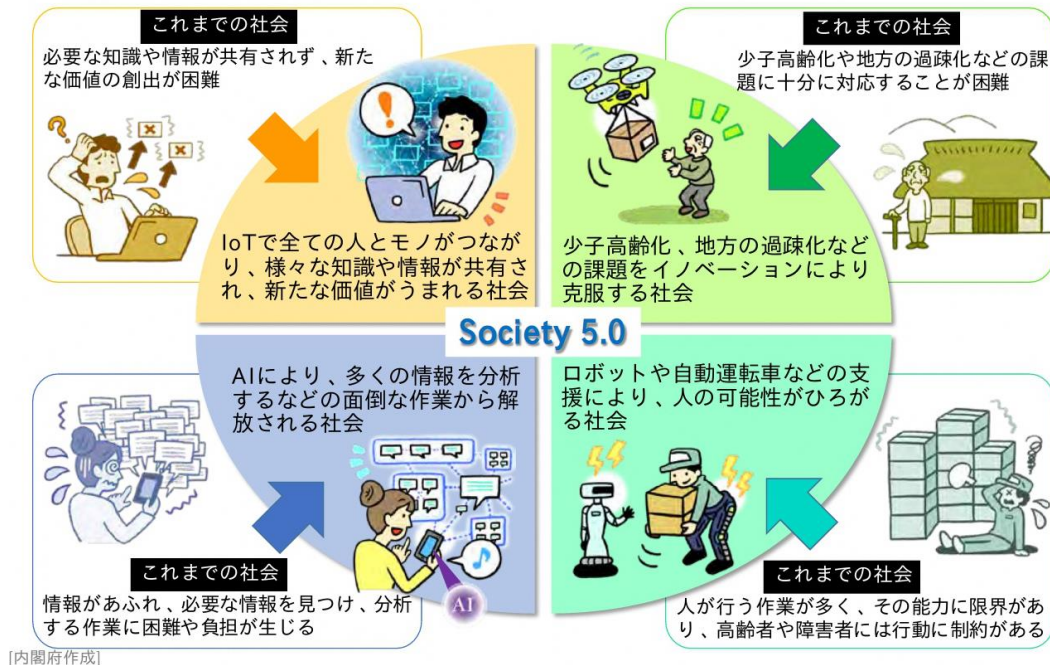 これまでの社会
必要な知識や情報が共有されず、新た
な価値の創出が困難
これまでの社会
少子高齢化や地方の過疎化などの課
題に十分に対応することが困難
IoTで全ての人とモノがつなが
り、様々な知識や情報が共有さ
れ、新たな価値がうまれる社会
少子高齢化、地方の過疎化など
の課題をイノベーションにより
克服する社会
Society 5.0
AIにより、多くの情報を分析
するなどの面倒な作業から解
放される社会
ロボットや自動運転車などの支
援により、人の可能性がひろが
る社会
AI
これまでの社会
情報があふれ、必要な情報を見つけ、分析
する作業に困難や負担が生じる
これまでの社会
人が行う作業が多く、その能力に限界があ
り、高齢者や障害者には行動に制約がある
[内閣府作成]